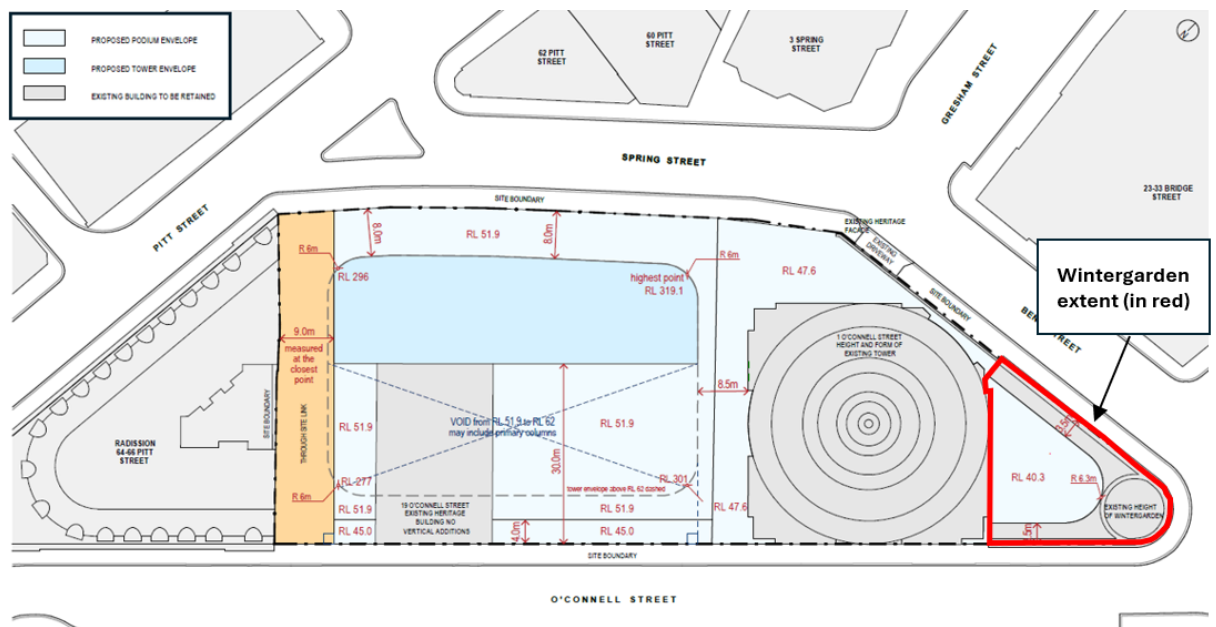 PROPOSED PODIUM ENVELOPE
PROPOSED TOWER ENVELOPE
EXISTING BUILDING TO BE RETAINED
62 PITT
STREET
60 PITT
STREET
3 SPRING
STREET
GRESHAM STREET
N
SPRING STREET
23-33 BRIDGE
STREET
PITT STREET
SITE BOUNDARY
EXISTING HERITAGE
FACADE
EXISTING
DRIVEWAY
SITE BOUNDARY
Wintergarden
extent (in red)
BEN
STREET
8.0m
RL 51.9
8.0m
R 6m
RL 296
highest point
RL 319.1
R 6m
RL 47.6
9.0m
measured
at the
closest
point
1 O'CONNELL STREET
HEIGHT AND FORM OF
EXISTING TOWER
8.5m
SITE BOUNDARY
THROUGH SITE LINK
RL 51.9
VOID from RL 51.9 to RL 62
may include primary columns
RL 51.9
30.0m
RADISSION
64-66 PITT
STREET
RL 277
R 6m
RL 301
tower envelope above RL 62 dashed
RL 51.9
19 O'CONNELL STREET
EXISTING HERITAGE
BUILDING NO
VERTICAL ADDITIONS
RL 51.9
RL 47.6
RL 45.0
4.0m
RL 45.0
RL 40.3
R 6.3m
EXISTING HEIGHT
OF WINTERGARDEN
SITE BOUNDARY
O'CONNELL STREET